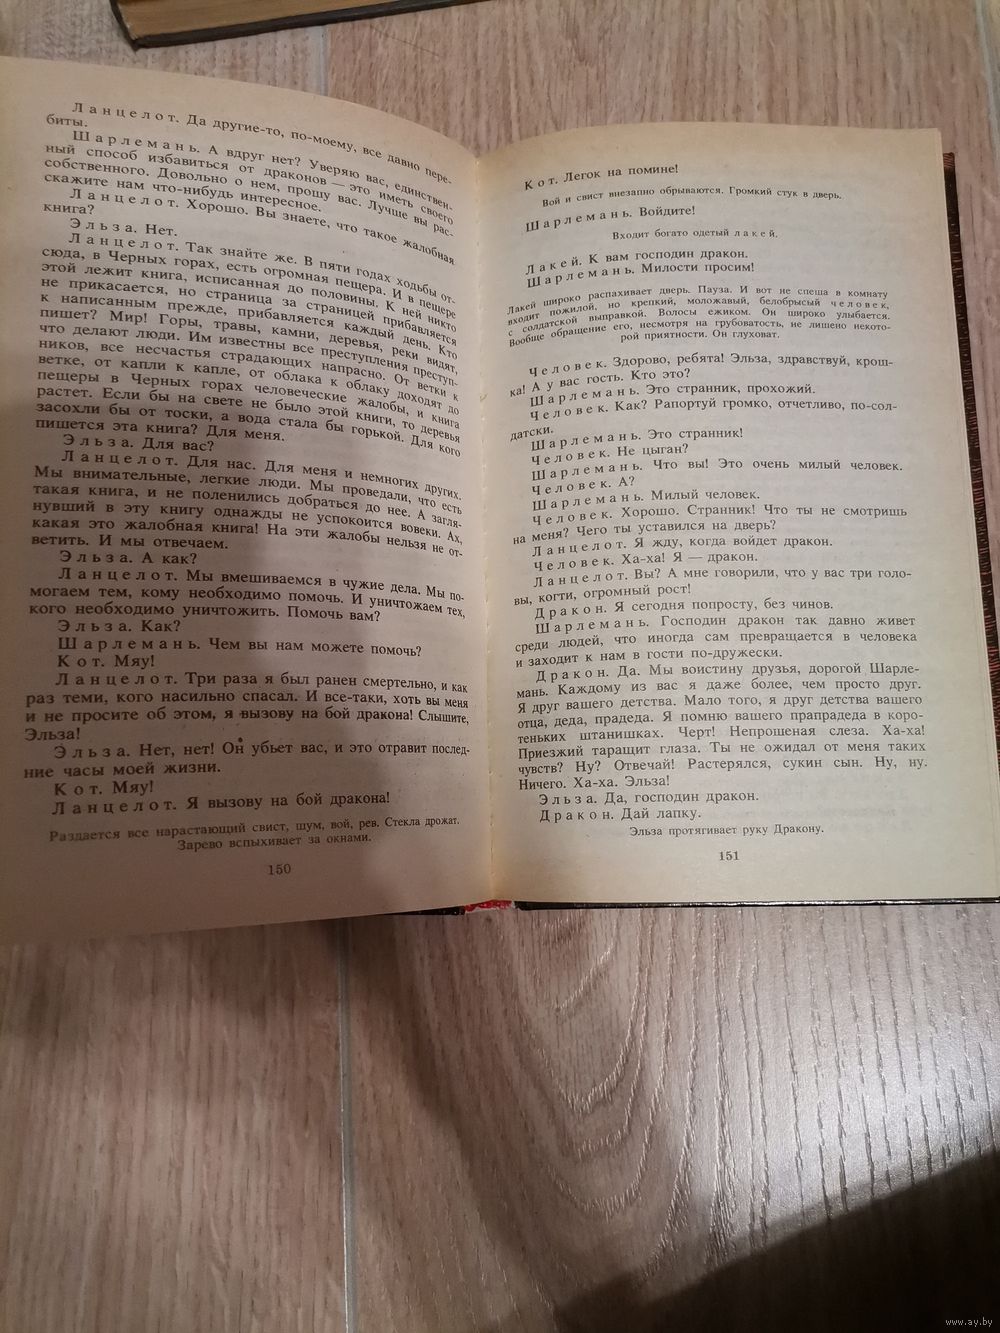 Ланцелот. Да другие-то, по-моему, все давно пере-
биты.
Шарлемань. А вдруг нет? Уверяю вас, единствен-
ный способ избавиться от драконов — это иметь своего
собственного. Довольно о нем, прошу вас. Лучше вы рас-
скажите нам что-нибудь интересное.
Ланцелот. Хорошо. Вы знаете, что такое жалобная
книга?
Эльза. Нет.
Ланцелот. Так знайте же. В пяти годах ходьбы от-
сюда, в Черных горах, есть огромная пещера. И в пещере
этой лежит книга, исписанная до половины. К ней никто
не прикасается, но страница за страницей прибавляется
к написанным прежде, прибавляется каждый день. Кто
пишет? Мир! Горы, травы, камни, деревья, реки видят,
что делают люди. Им известны все преступления преступ-
ников, все несчастья страдающих напрасно. От ветки к
ветке, от капли к капле, от облака к облаку доходят до
пещеры в Черных горах человеческие жалобы, и книга
растет. Если бы на свете не было этой книги, то деревья
засохли бы от тоски, а вода стала бы горькой. Для кого
пишется эта книга? Для меня.
Эльза. Для вас?
Ланцелот. Для нас. Для меня и немногих других.
Мы внимательные, легкие люди. Мы проведали, что есть
такая книга, и не поленились добраться до нее. А загля-
нувший в эту книгу однажды не успокоится вовеки. Ах,
какая это жалобная книга! На эти жалобы нельзя не от-
ветить. И мы отвечаем.
Эльза. А как?
Ланцелот. Мы вмешиваемся в чужие дела. Мы по-
могаем тем, кому необходимо помочь. И уничтожаем тех,
кого необходимо уничтожить. Помочь вам?
Эльза. Как?
Шарлемань. Чем вы нам можете помочь?
Кот. Мяу!
Ланцелот. Три раза я был ранен смертельно, и как
раз теми, кого насильно спасал. И все-таки, хоть вы меня
и не просите об этом, я вызову на бой дракона! Слышите,
Эльза!
Эльза. Нет, нет! Он убьет вас, и это отравит послед-
ние часы моей жизни.
Кот. Мяу!
Ланцелот. Я вызову на бой дракона!
Раздается все нарастающий свист, шум, вой, рев. Стекла дрожат.
Зарево вспыхивает за окнами.
150
Кот. Легок на помине!
Вой и свист внезапно обрываются. Громкий стук в дверь.
Шарлемань. Войдите!
Входит богато одетый лакей.
Лакей. К вам господин дракон.
Шарлемань. Милости просим!
Лакей широко распахивает дверь. Пауза. И вот не спеша в комнату
входит пожилой, но крепкий, моложавый, белобрысый человек,
с солдатской выправкой. Волосы ежиком. Он широко улыбается.
Вообще обращение его, несмотря на грубоватость, не лишено некото-
рой приятности. Он глуховат.
Человек. Здорово, ребята! Эльза, здравствуй, крош-
ка! А у вас гость. Кто это?
Шарлемань. Это странник, прохожий.
Человек. Как? Рапортуй громко, отчетливо, по-сол-
датски.
Шарлемань. Это странник!
Человек. Не цыган?
Шарлемань. Что вы! Это очень милый человек.
Человек. А?
Шарлемань. Милый человек.
Человек. Хорошо. Странник! Что ты не смотришь
на меня? Чего ты уставился на дверь?
Ланцелот. Я жду, когда войдет дракон.
Человек. Ха-ха! Я — дракон.
Ланцелот. Вы? А мне говорили, что у вас три голо-
вы, когти, огромный рост!
Дракон. Я сегодня попросту, без чинов.
Шарлемань. Господин дракон так давно живет
среди людей, что иногда сам превращается в человека
и заходит к нам в гости по-дружески.
Дракон. Да. Мы воистину друзья, дорогой Шарле-
мань. Каждому из вас я даже более, чем просто друг.
Я друг вашего детства. Мало того, я друг детства вашего
отца, деда, прадеда. Я помню вашего прапрадеда в коро-
теньких штанишках. Черт! Непрошеная слеза. Ха-ха!
Приезжий таращит глаза. Ты не ожидал от меня таких
чувств? Ну? Отвечай! Растерялся, сукин сын. Ну, ну.
Ничего. Ха-ха. Эльза!
Эльза. Да, господин дракон.
Дракон. Дай лапку.
Эльза протягивает руку Дракону.
151
www.ay.by